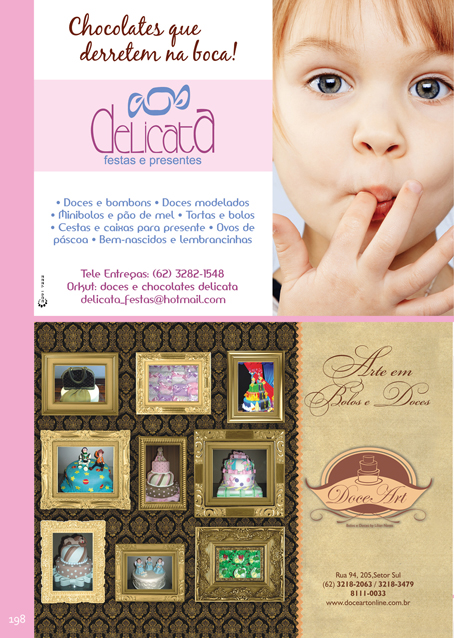 Chocolates que
derretem na boca!
delicata
festas e presentes
• Doces e bombons • Doces modelados
• Minibolos e pão de mel • Tortas e bolos
• Cestas e caixas para presente • Ovos de
páscoa • Bem-nascidos e lembrancinhas
Tele Entregas: (62) 3282-1548
Orkut: doces e chocolates delicata
delicata_festas@hotmail.com
Arte em
Bolos e Doces
Doce Art
Rua 94, 205,Setor Sul
(62) 3218-2063 / 3218-3479
8111-0033
www.doceartonline.com.br
198